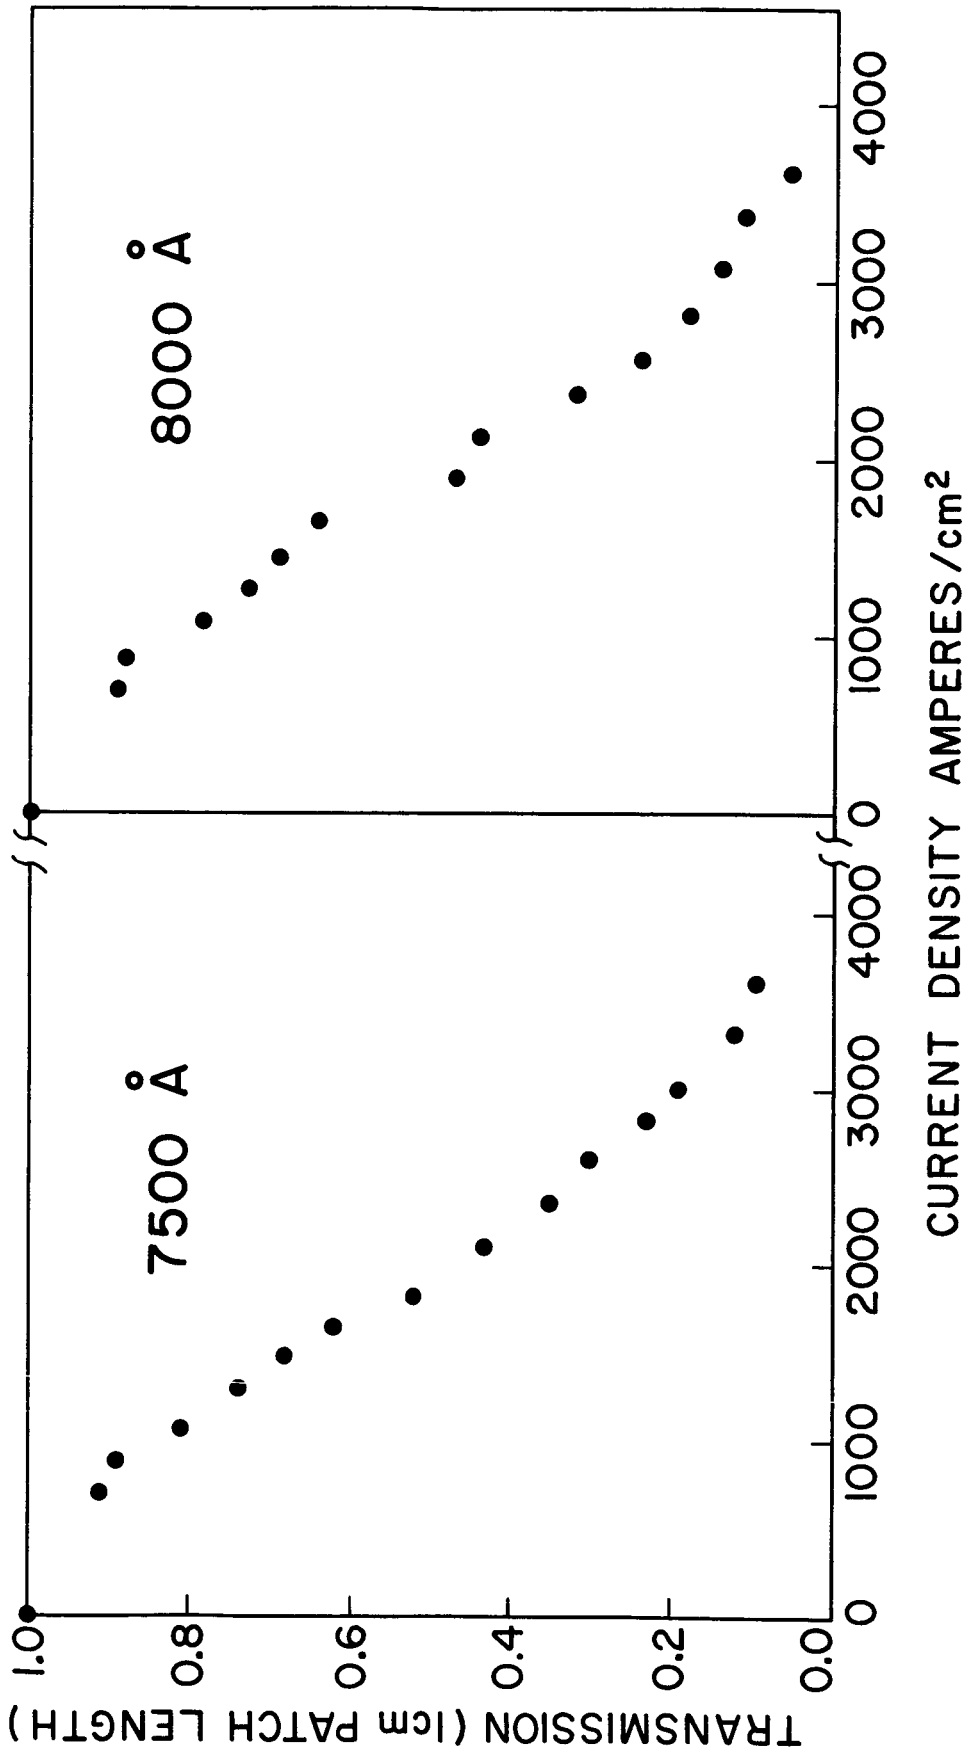 TRANSMISSION (1cm PATCH LENGTH)
1.0
0.8
0.6
0.4
0.2
0.0
7500 Å
8000 Å
0 1000 2000 3000 4000 0 1000 2000 3000 4000
CURRENT DENSITY AMPERES/cm²